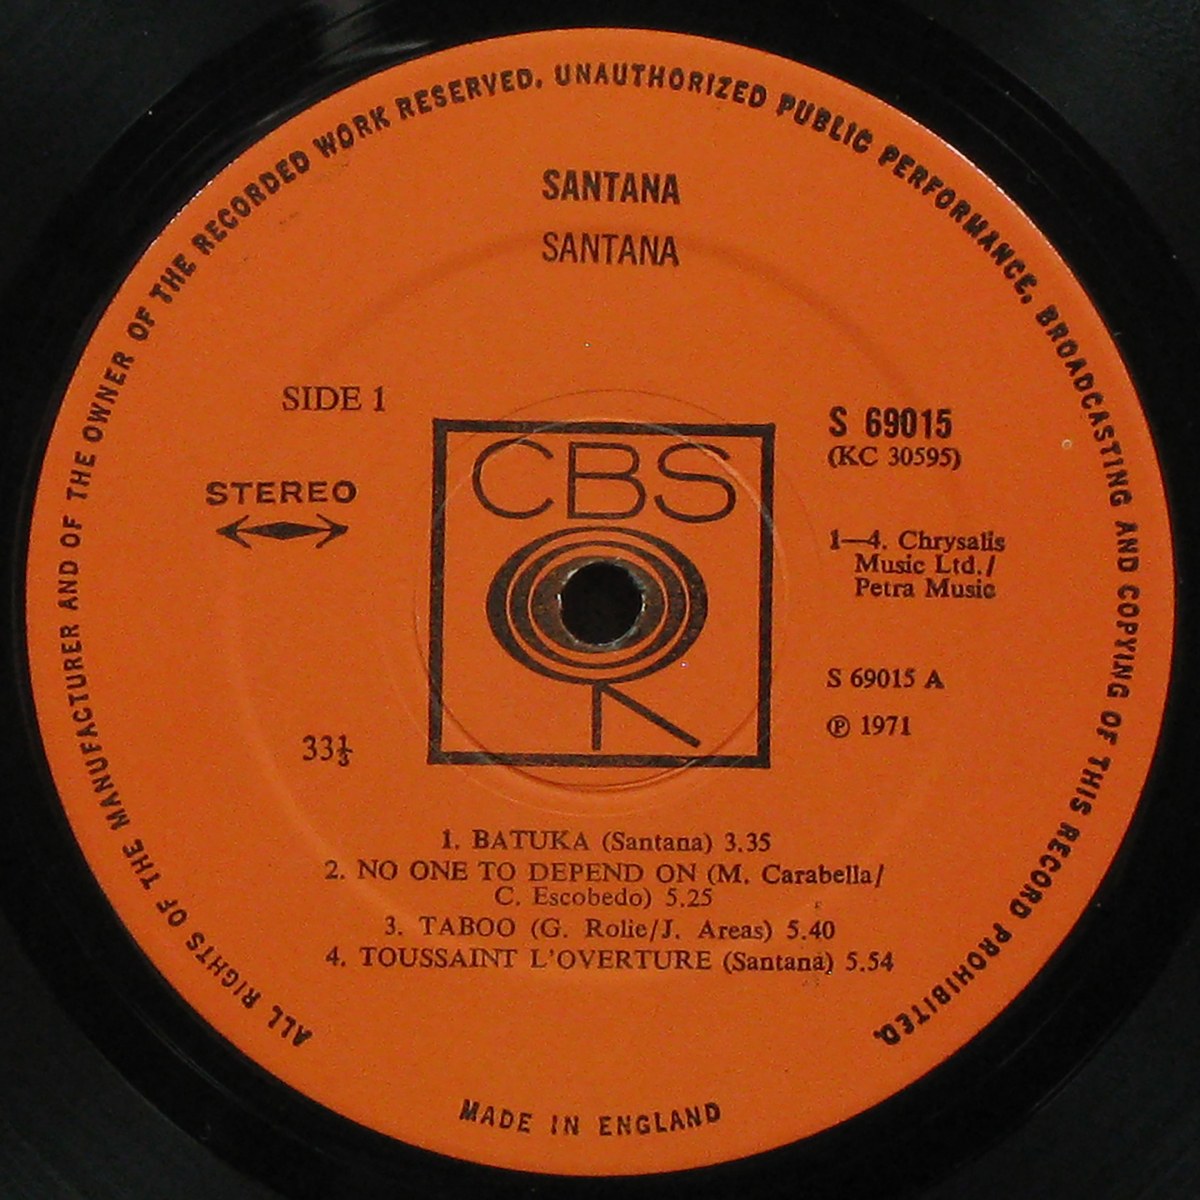 ALL RIGHTS OF THE MANUFACTURER AND OF THE OWNER OF THE RECORDED WORK RESERVED. UNAUTHORIZED PUBLIC PERFORMANCE, BROADCASTING AND COPYING OF THIS RECORD PROHIBITED.
SANTANA
SANTANA
SIDE 1
STEREO
33⅓
CBS
S 69015
(KC 30595)
1—4. Chrysalis
Music Ltd./
Petra Music
S 69015 A
℗ 1971
1. BATUKA (Santana) 3.35
2. NO ONE TO DEPEND ON (M. Carabella/
C. Escobedo) 5.25
3. TABOO (G. Rolie/J. Areas) 5.40
4. TOUSSAINT L'OVERTURE (Santana) 5.54
MADE IN ENGLAND